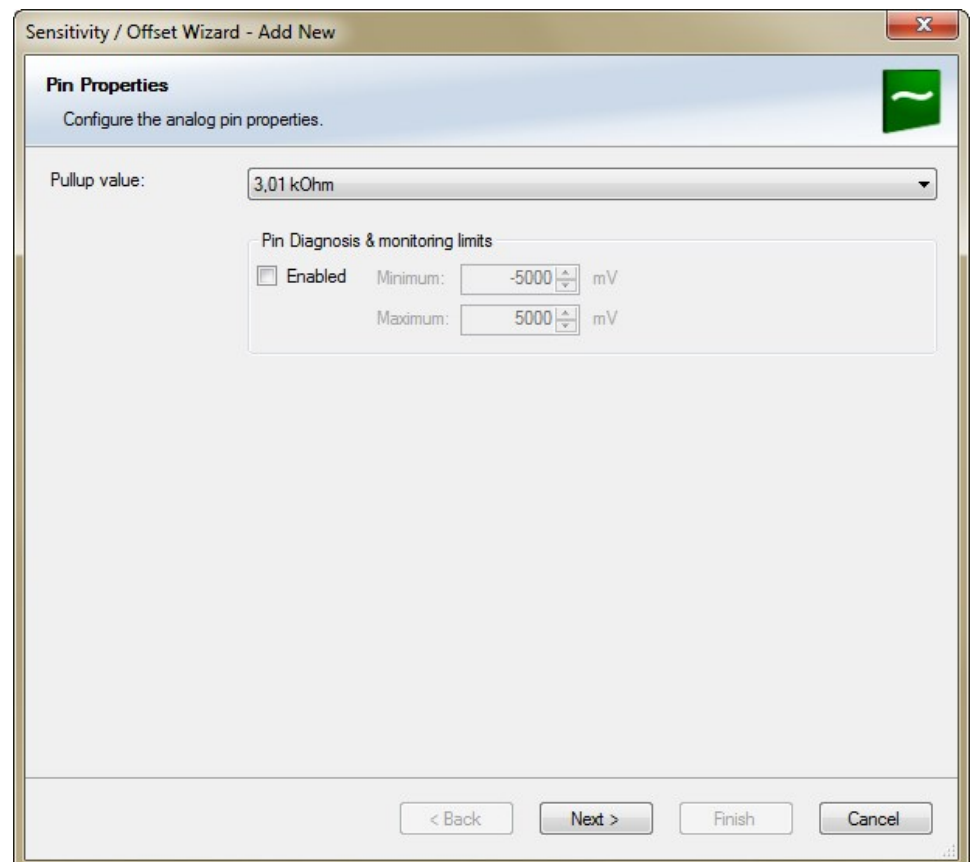 Sensitivity / Offset Wizard - Add New
Pin Properties
Configure the analog pin properties.
Pullup value: 3,01 kOhm
Pin Diagnosis & monitoring limits
Enabled Minimum: -5000 mV
Maximum: 5000 mV
< Back Next > Finish Cancel